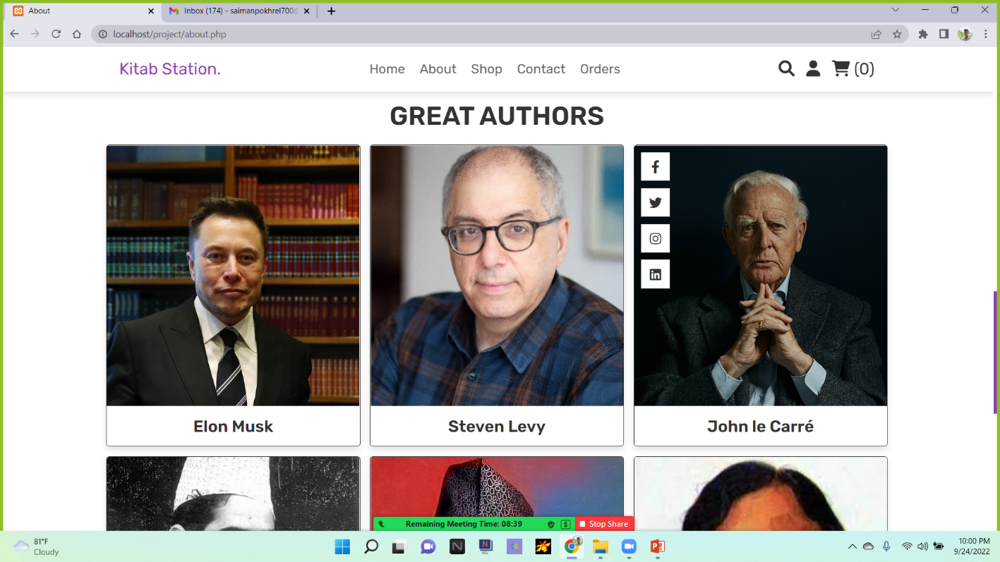 About
Inbox (174) - saimanpokhrel700@
localhost/project/about.php
Kitab Station.
Home About Shop Contact Orders
(0)
GREAT AUTHORS
Elon Musk
Steven Levy
John le Carré
Remaining Meeting Time: 08:39
Stop Share
81°F
Cloudy
10:00 PM
9/24/2022